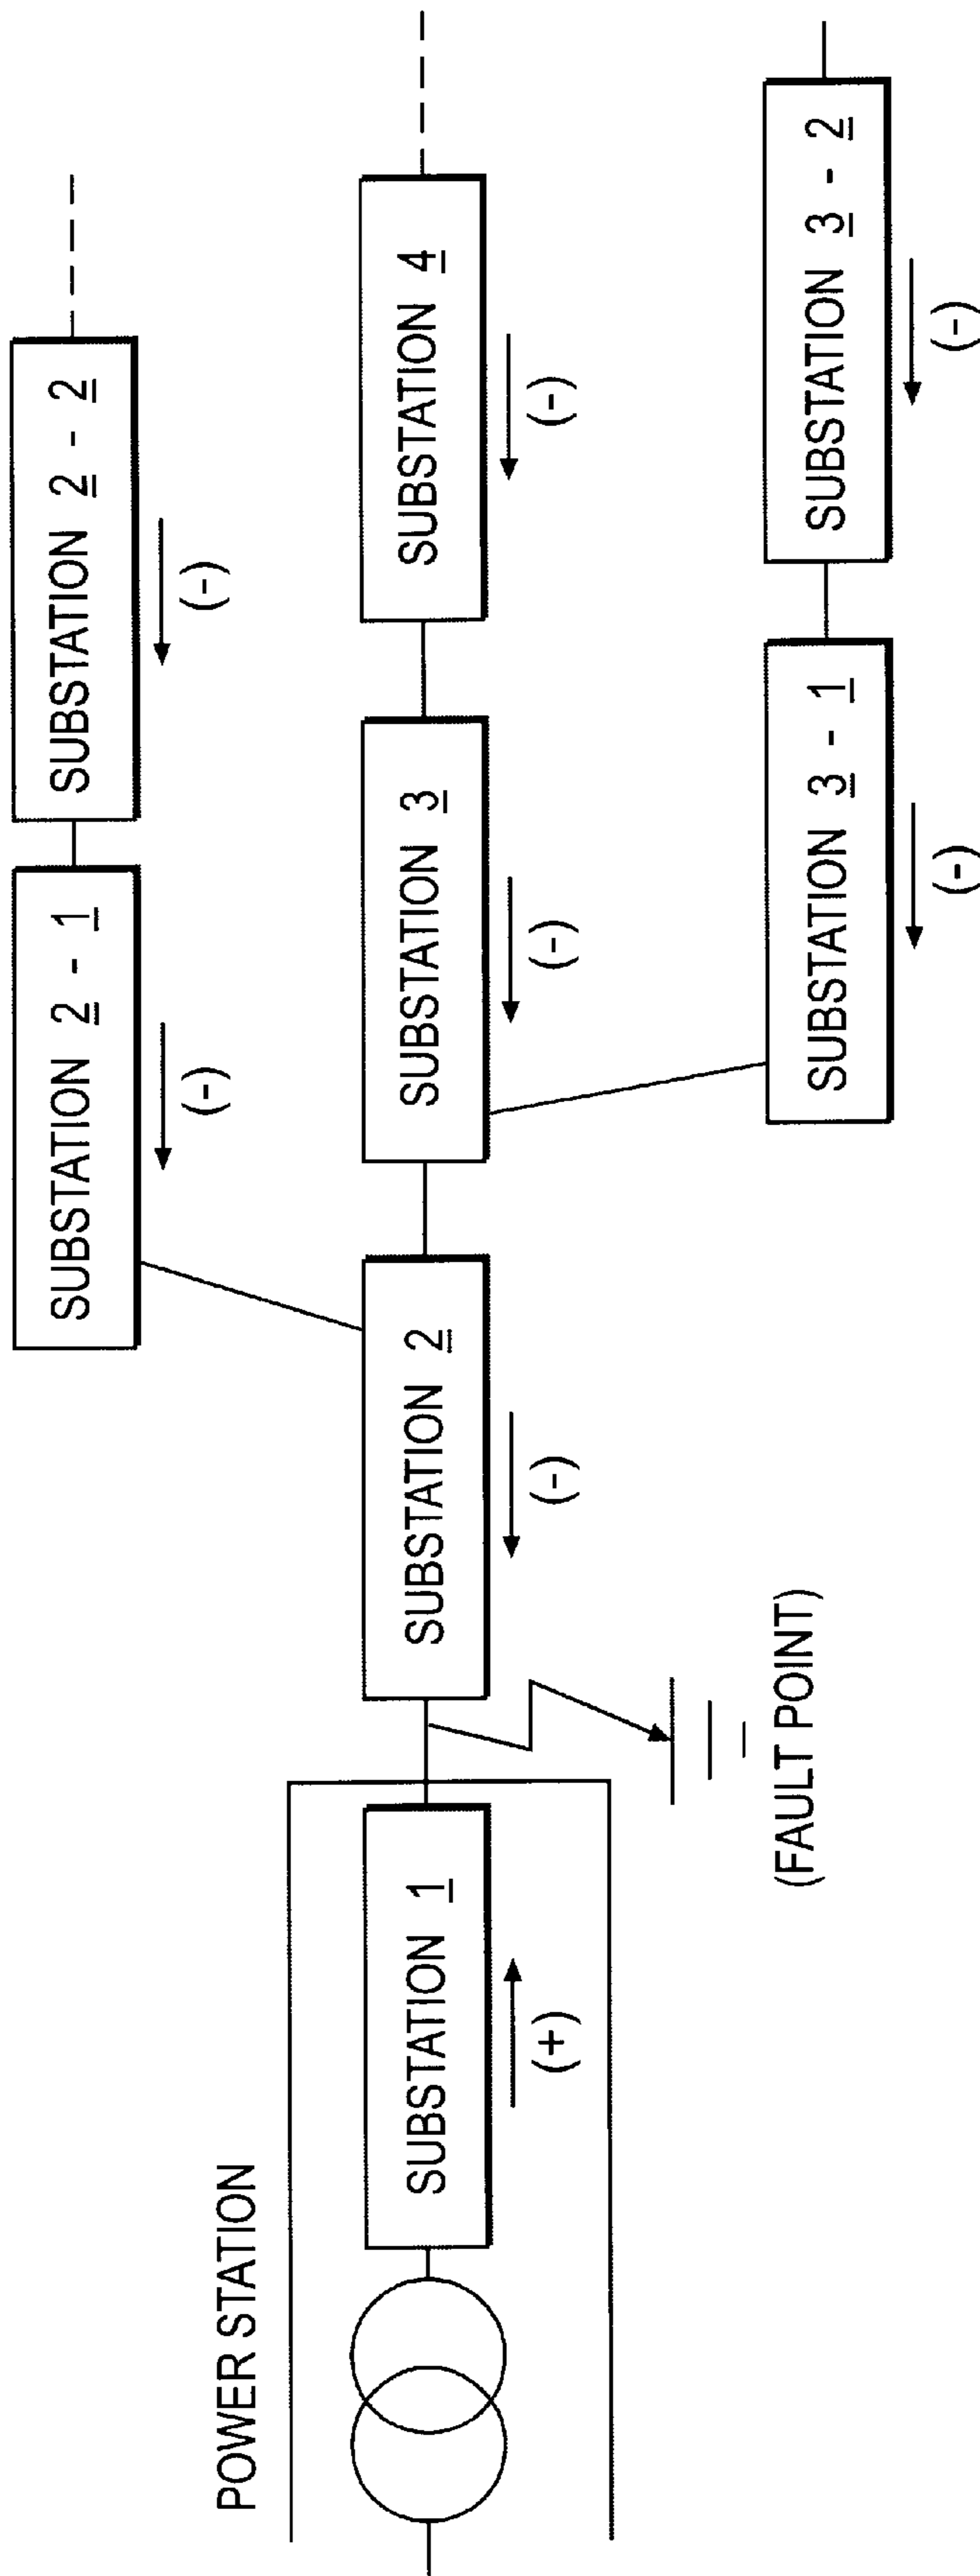 SUBSTATION 2 - 1
(-)
SUBSTATION 2 - 2
(-)
POWER STATION
SUBSTATION 1
(+)
SUBSTATION 2
(-)
SUBSTATION 3
(-)
SUBSTATION 4
(-)
(FAULT POINT)
SUBSTATION 3 - 1
(-)
SUBSTATION 3 - 2
(-)